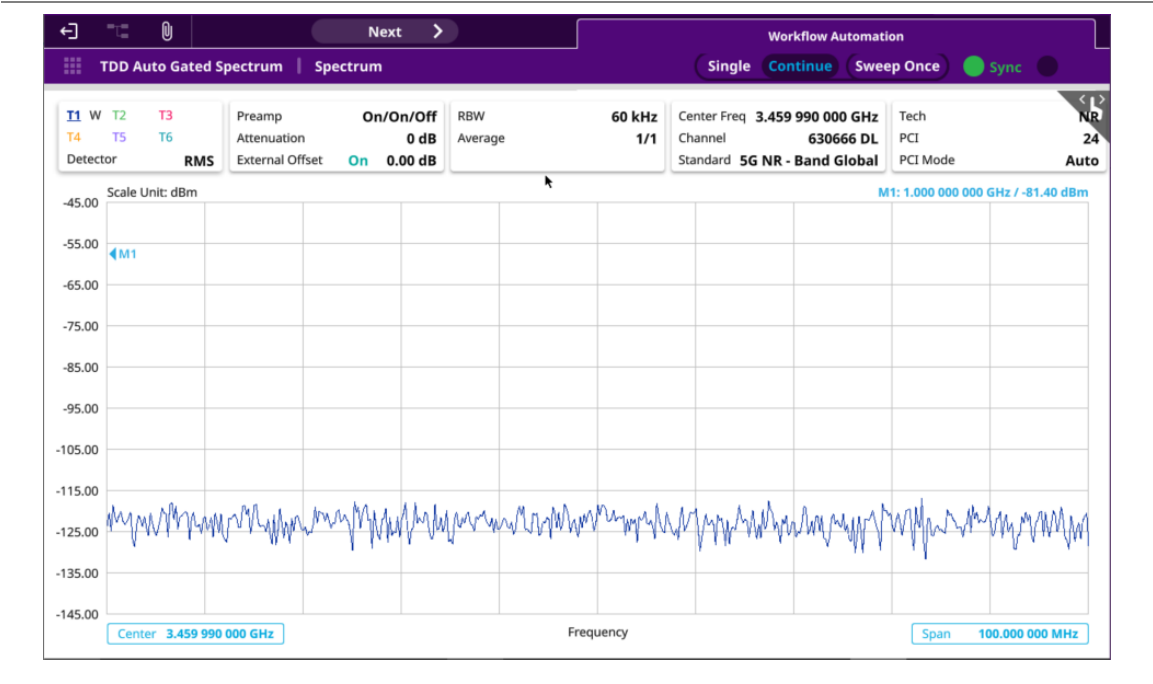 Next
Workflow Automation
TDD Auto Gated Spectrum | Spectrum
Single Continue Sweep Once Sync
T1 W T2 T3
T4 T5 T6
Detector RMS
Preamp On/On/Off
Attenuation 0 dB
External Offset On 0.00 dB
RBW 60 kHz
Average 1/1
Center Freq 3.459 990 000 GHz
Channel 630666 DL
Standard 5G NR - Band Global
Tech NR
PCI 24
PCI Mode Auto
Scale Unit: dBm
M1: 1.000 000 000 GHz / -81.40 dBm
-45.00
-55.00
M1
-65.00
-75.00
-85.00
-95.00
-105.00
-115.00
-125.00
-135.00
-145.00
Center 3.459 990 000 GHz
Frequency
Span 100.000 000 MHz